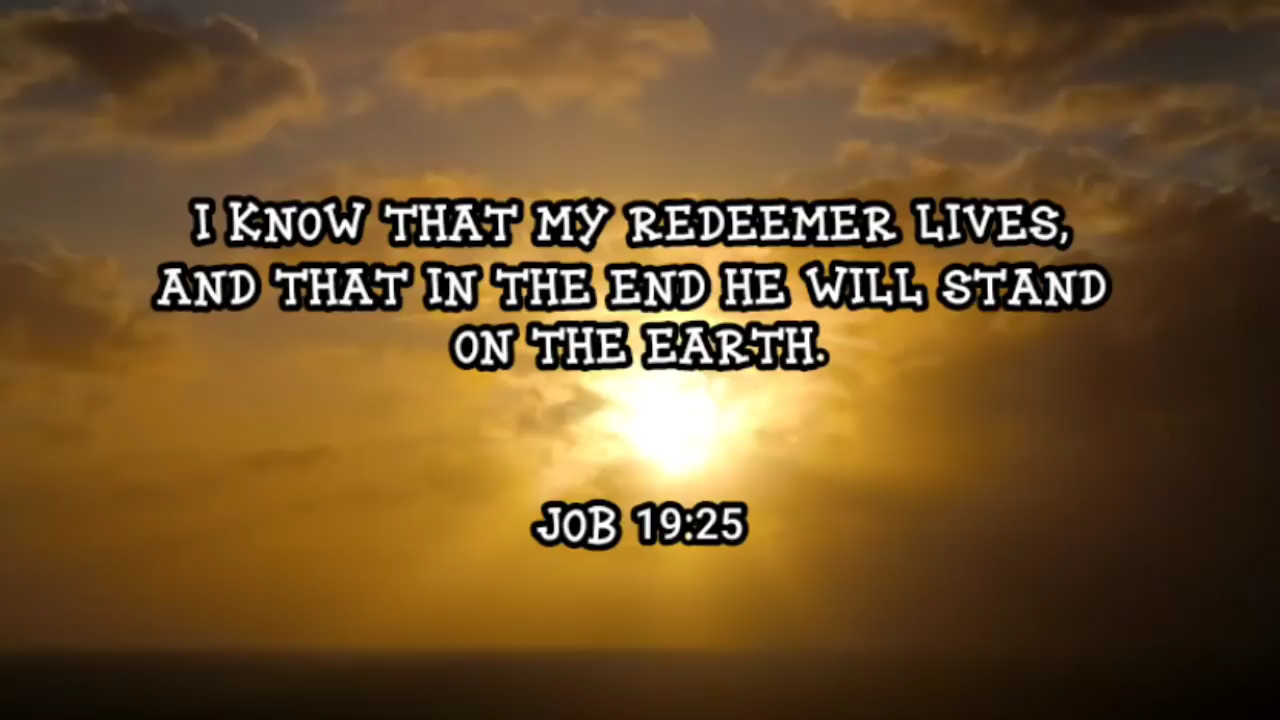 I KNOW THAT MY REDEEMER LIVES,
AND THAT IN THE END HE WILL STAND
ON THE EARTH.
JOB 19:25